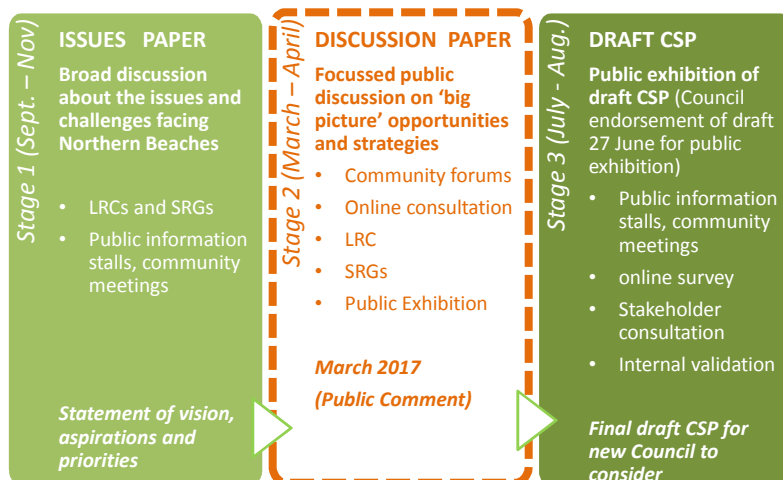 Stage 1 (Sept. – Nov)
ISSUES PAPER
Broad discussion
about the issues and
challenges facing
Northern Beaches
• LRCs and SRGs
• Public information
stalls, community
meetings
Statement of vision,
aspirations and
priorities
Stage 2 (March – April)
DISCUSSION PAPER
Focussed public
discussion on ‘big
picture’ opportunities
and strategies
• Community forums
• Online consultation
• LRC
• SRGs
• Public Exhibition
March 2017
(Public Comment)
Stage 3 (July - Aug.)
DRAFT CSP
Public exhibition of
draft CSP (Council
endorsement of draft
27 June for public
exhibition)
• Public information
stalls, community
meetings
• online survey
• Stakeholder
consultation
• Internal validation
Final draft CSP for
new Council to
consider